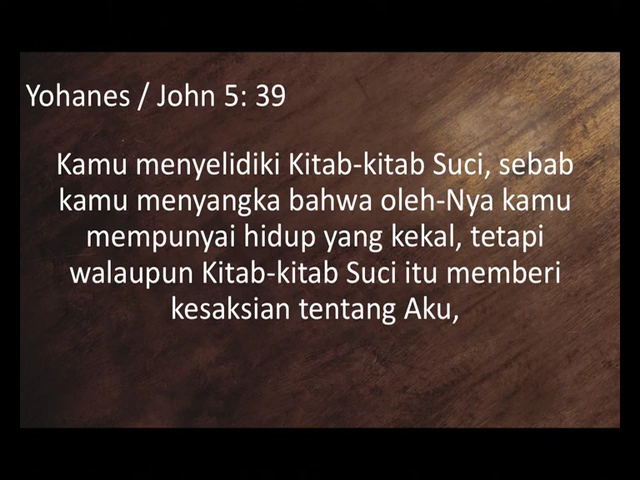 Yohanes / John 5: 39
Kamu menyelidiki Kitab-kitab Suci, sebab
kamu menyangka bahwa oleh-Nya kamu
mempunyai hidup yang kekal, tetapi
walaupun Kitab-kitab Suci itu memberi
kesaksian tentang Aku,